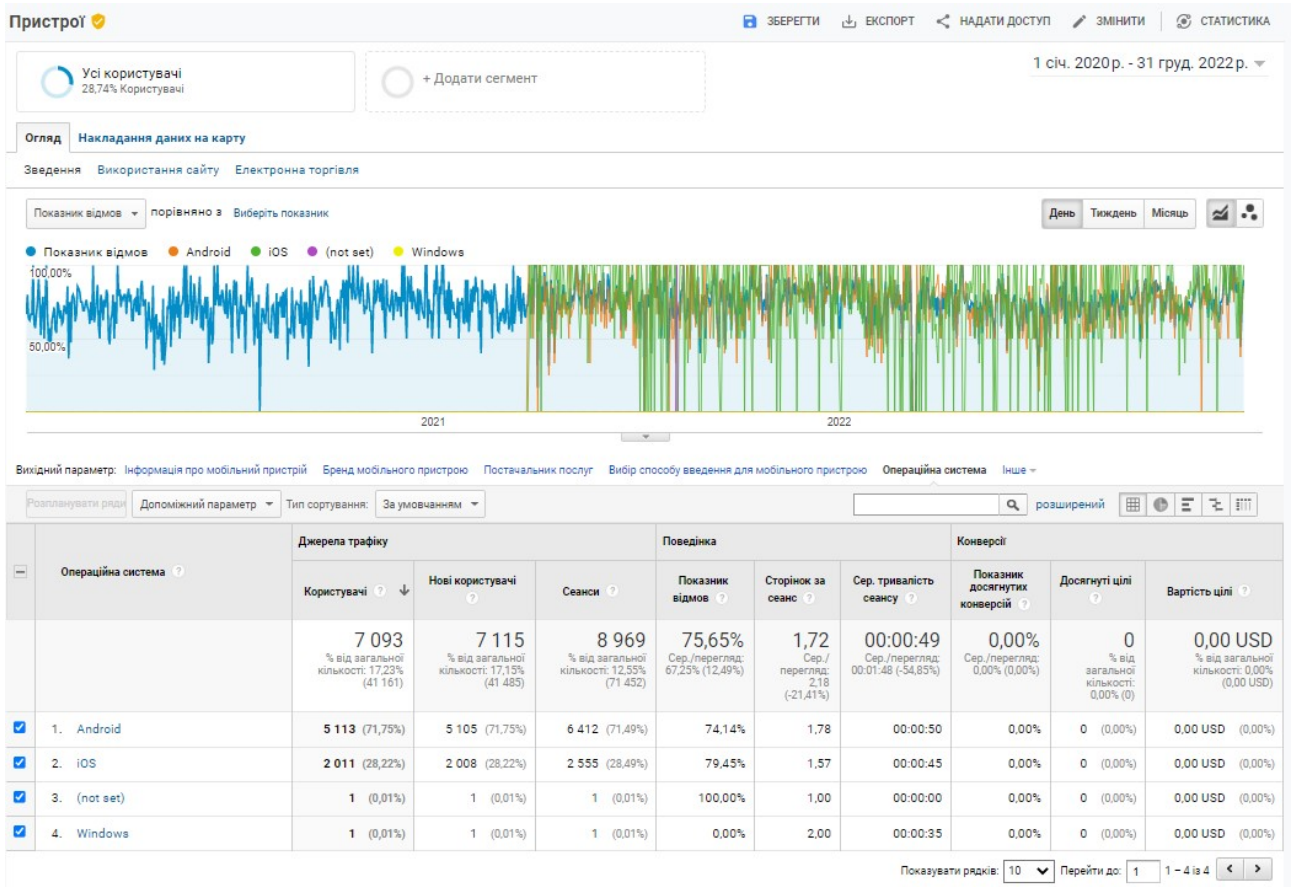 Пристрої
ЗБЕРЕГТИ ЕКСПОРТ НАДАТИ ДОСТУП ЗМІНИТИ СТАТИСТИКА
Усі користувачі
28,74% Користувачі
+ Додати сегмент
1 січ. 2020 р. - 31 груд. 2022 р.
Огляд Накладання даних на карту
Зведення Використання сайту Електронна торгівля
Показник відмов порівняно з Виберіть показник
День Тиждень Місяць
Показник відмов Android iOS (not set) Windows
100,00%
50,00%
2021 2022
Вихідний параметр: Інформація про мобільний пристрій Бренд мобільного пристрою Постачальник послуг Вибір способу введення для мобільного пристрою Операційна система Інше
Розпланувати ряди Допоміжний параметр Тип сортування: За умовчанням розширений
Джерела трафіку Поведінка Конверсії
Операційна система ?
Користувачі ?
Нові користувачі ?
Сеанси ?
Показник відмов ?
Сторінок за сеанс ?
Сер. тривалість сеансу ?
Показник досягнутих конверсій ?
Досягнуті цілі ?
Вартість цілі ?
7 093
% від загальної
кількості: 17,23%
(41 161)
7 115
% від загальної
кількості: 17,15%
(41 485)
8 969
% від загальної
кількості: 12,55%
(71 452)
75,65%
Сер./перегляд:
67,25% (12,49%)
1,72
Сер./
перегляд:
2,18
(-21,41%)
00:00:49
Сер./перегляд:
00:01:48 (-54,85%)
0,00%
Сер./перегляд:
0,00% (0,00%)
0
% від
загальної
кількості:
0,00% (0)
0,00 USD
% від загальної
кількості: 0,00%
(0,00 USD)
1. Android 5 113 (71,75%) 5 105 (71,75%) 6 412 (71,49%) 74,14% 1,78 00:00:50 0,00% 0 (0,00%) 0,00 USD (0,00%)
2. iOS 2 011 (28,22%) 2 008 (28,22%) 2 555 (28,49%) 79,45% 1,57 00:00:45 0,00% 0 (0,00%) 0,00 USD (0,00%)
3. (not set) 1 (0,01%) 1 (0,01%) 1 (0,01%) 100,00% 1,00 00:00:00 0,00% 0 (0,00%) 0,00 USD (0,00%)
4. Windows 1 (0,01%) 1 (0,01%) 1 (0,01%) 0,00% 2,00 00:00:35 0,00% 0 (0,00%) 0,00 USD (0,00%)
Показувати рядків: 10 Перейти до: 1 1 – 4 із 4